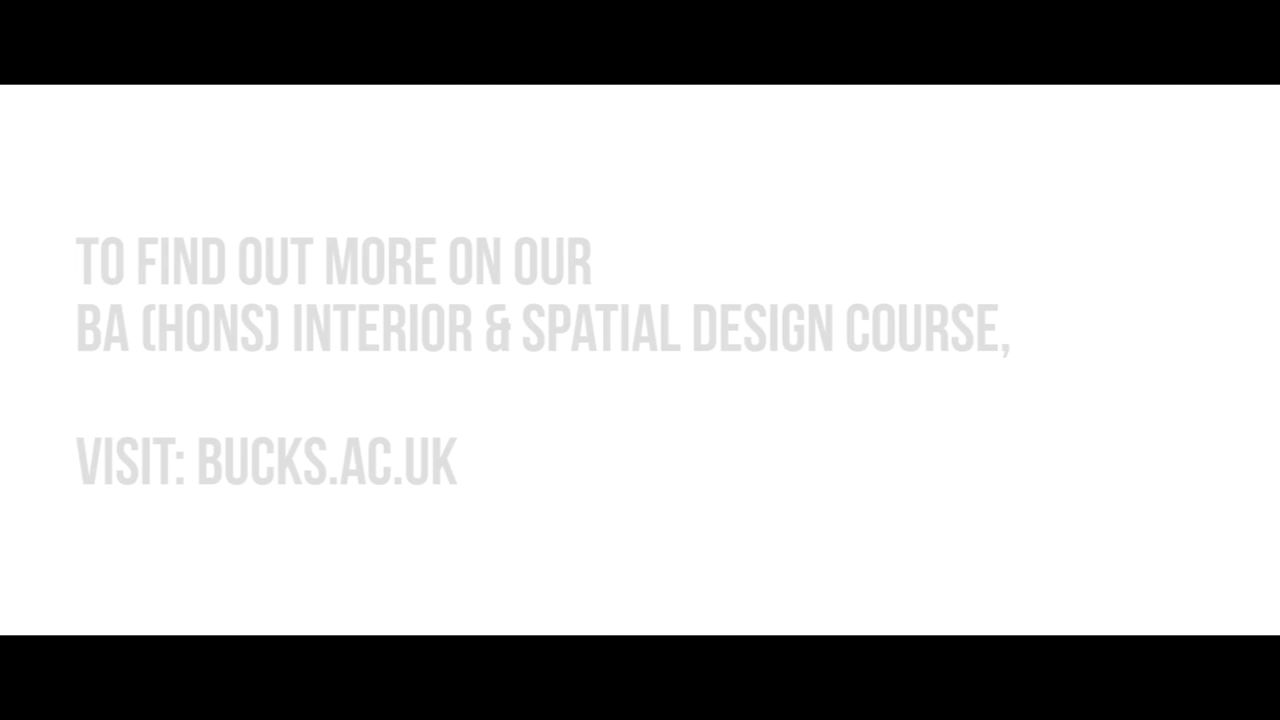 TO FIND OUT MORE ON OUR
BA (HONS) INTERIOR & SPATIAL DESIGN COURSE,
VISIT: BUCKS.AC.UK